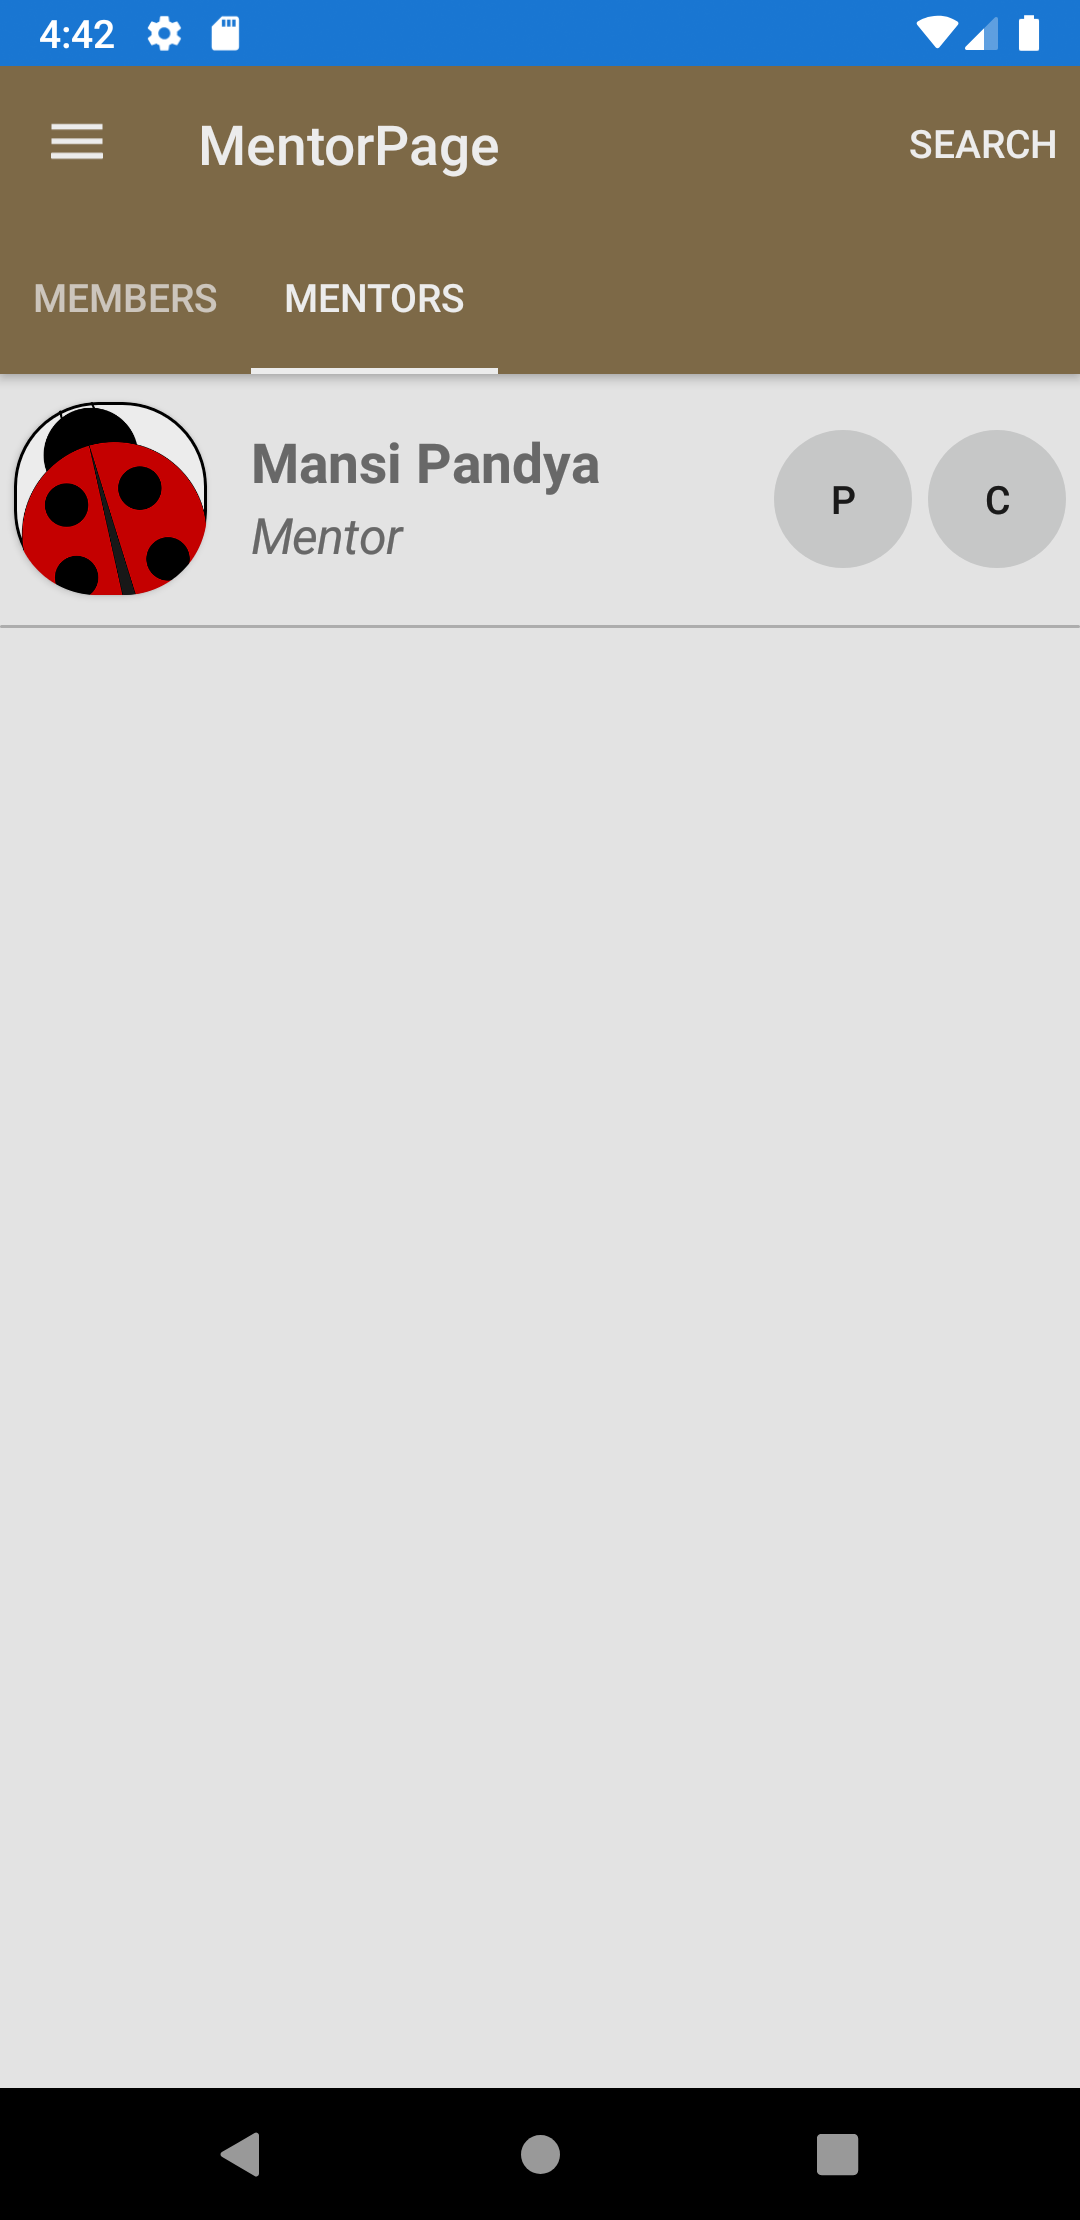 4:42
MentorPage
SEARCH
MEMBERS MENTORS
Mansi Pandya
Mentor
P C